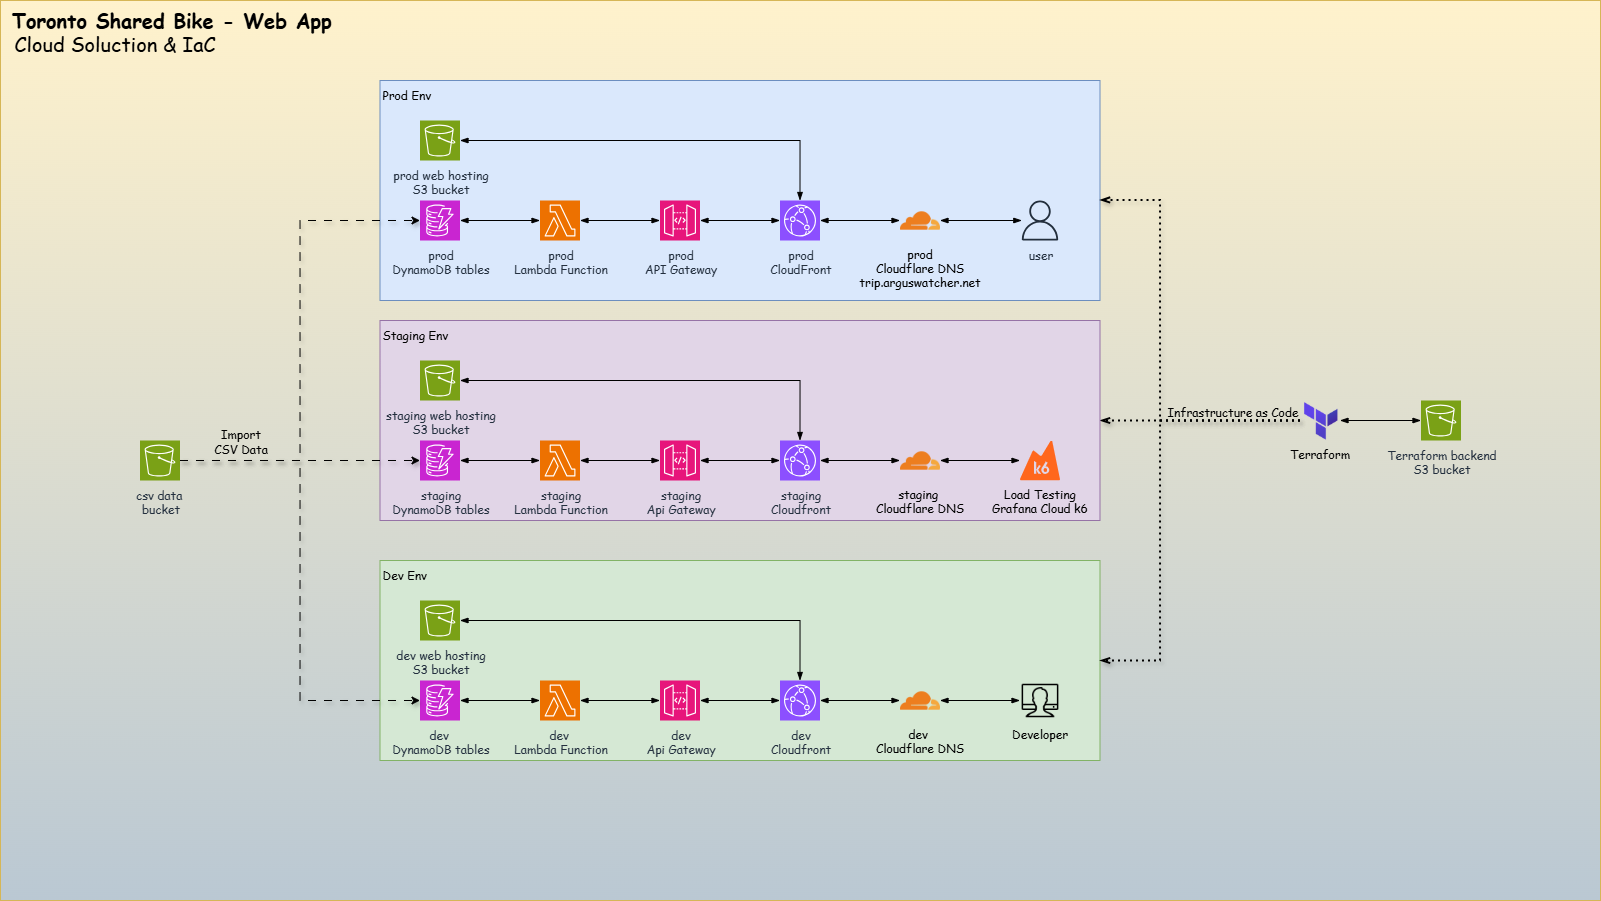 Toronto Shared Bike - Web App
Cloud Soluction & IaC
Prod Env
prod web hosting
S3 bucket
prod
DynamoDB tables
prod
Lambda Function
prod
API Gateway
prod
CloudFront
prod
Cloudflare DNS
trip.arguswatcher.net
user
Staging Env
staging web hosting
S3 bucket
staging
DynamoDB tables
staging
Lambda Function
staging
Api Gateway
staging
Cloudfront
staging
Cloudflare DNS
k6
Load Testing
Grafana Cloud k6
Import
CSV Data
csv data
bucket
Infrastructure as Code
Terraform
Terraform backend
S3 bucket
Dev Env
dev web hosting
S3 bucket
dev
DynamoDB tables
dev
Lambda Function
dev
Api Gateway
dev
Cloudfront
dev
Cloudflare DNS
Developer